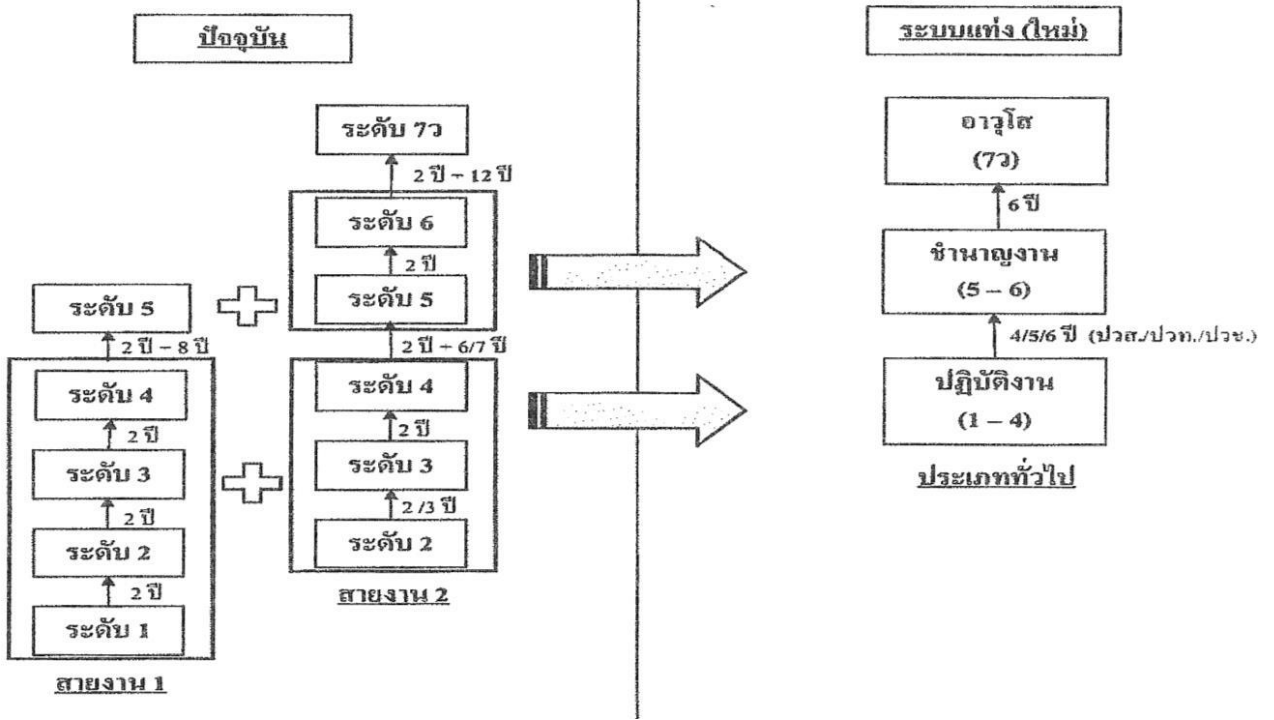 ปัจจุบัน
ระดับ 7ว
2 ปี - 12 ปี
ระดับ 6
2 ปี
ระดับ 5
2 ปี - 6/7 ปี
ระดับ 4
2 ปี
ระดับ 3
2 /3 ปี
ระดับ 2
สายงาน 2
ระดับ 5
2 ปี - 8 ปี
ระดับ 4
2 ปี
ระดับ 3
2 ปี
ระดับ 2
2 ปี
ระดับ 1
สายงาน 1
ระบบแท่ง (ใหม่)
อาวุโส
(7ว)
6 ปี
ชำนาญงาน
(5 – 6)
4/5/6 ปี (ปวส./ปวท./ปวช.)
ปฏิบัติงาน
(1 – 4)
ประเภททั่วไป